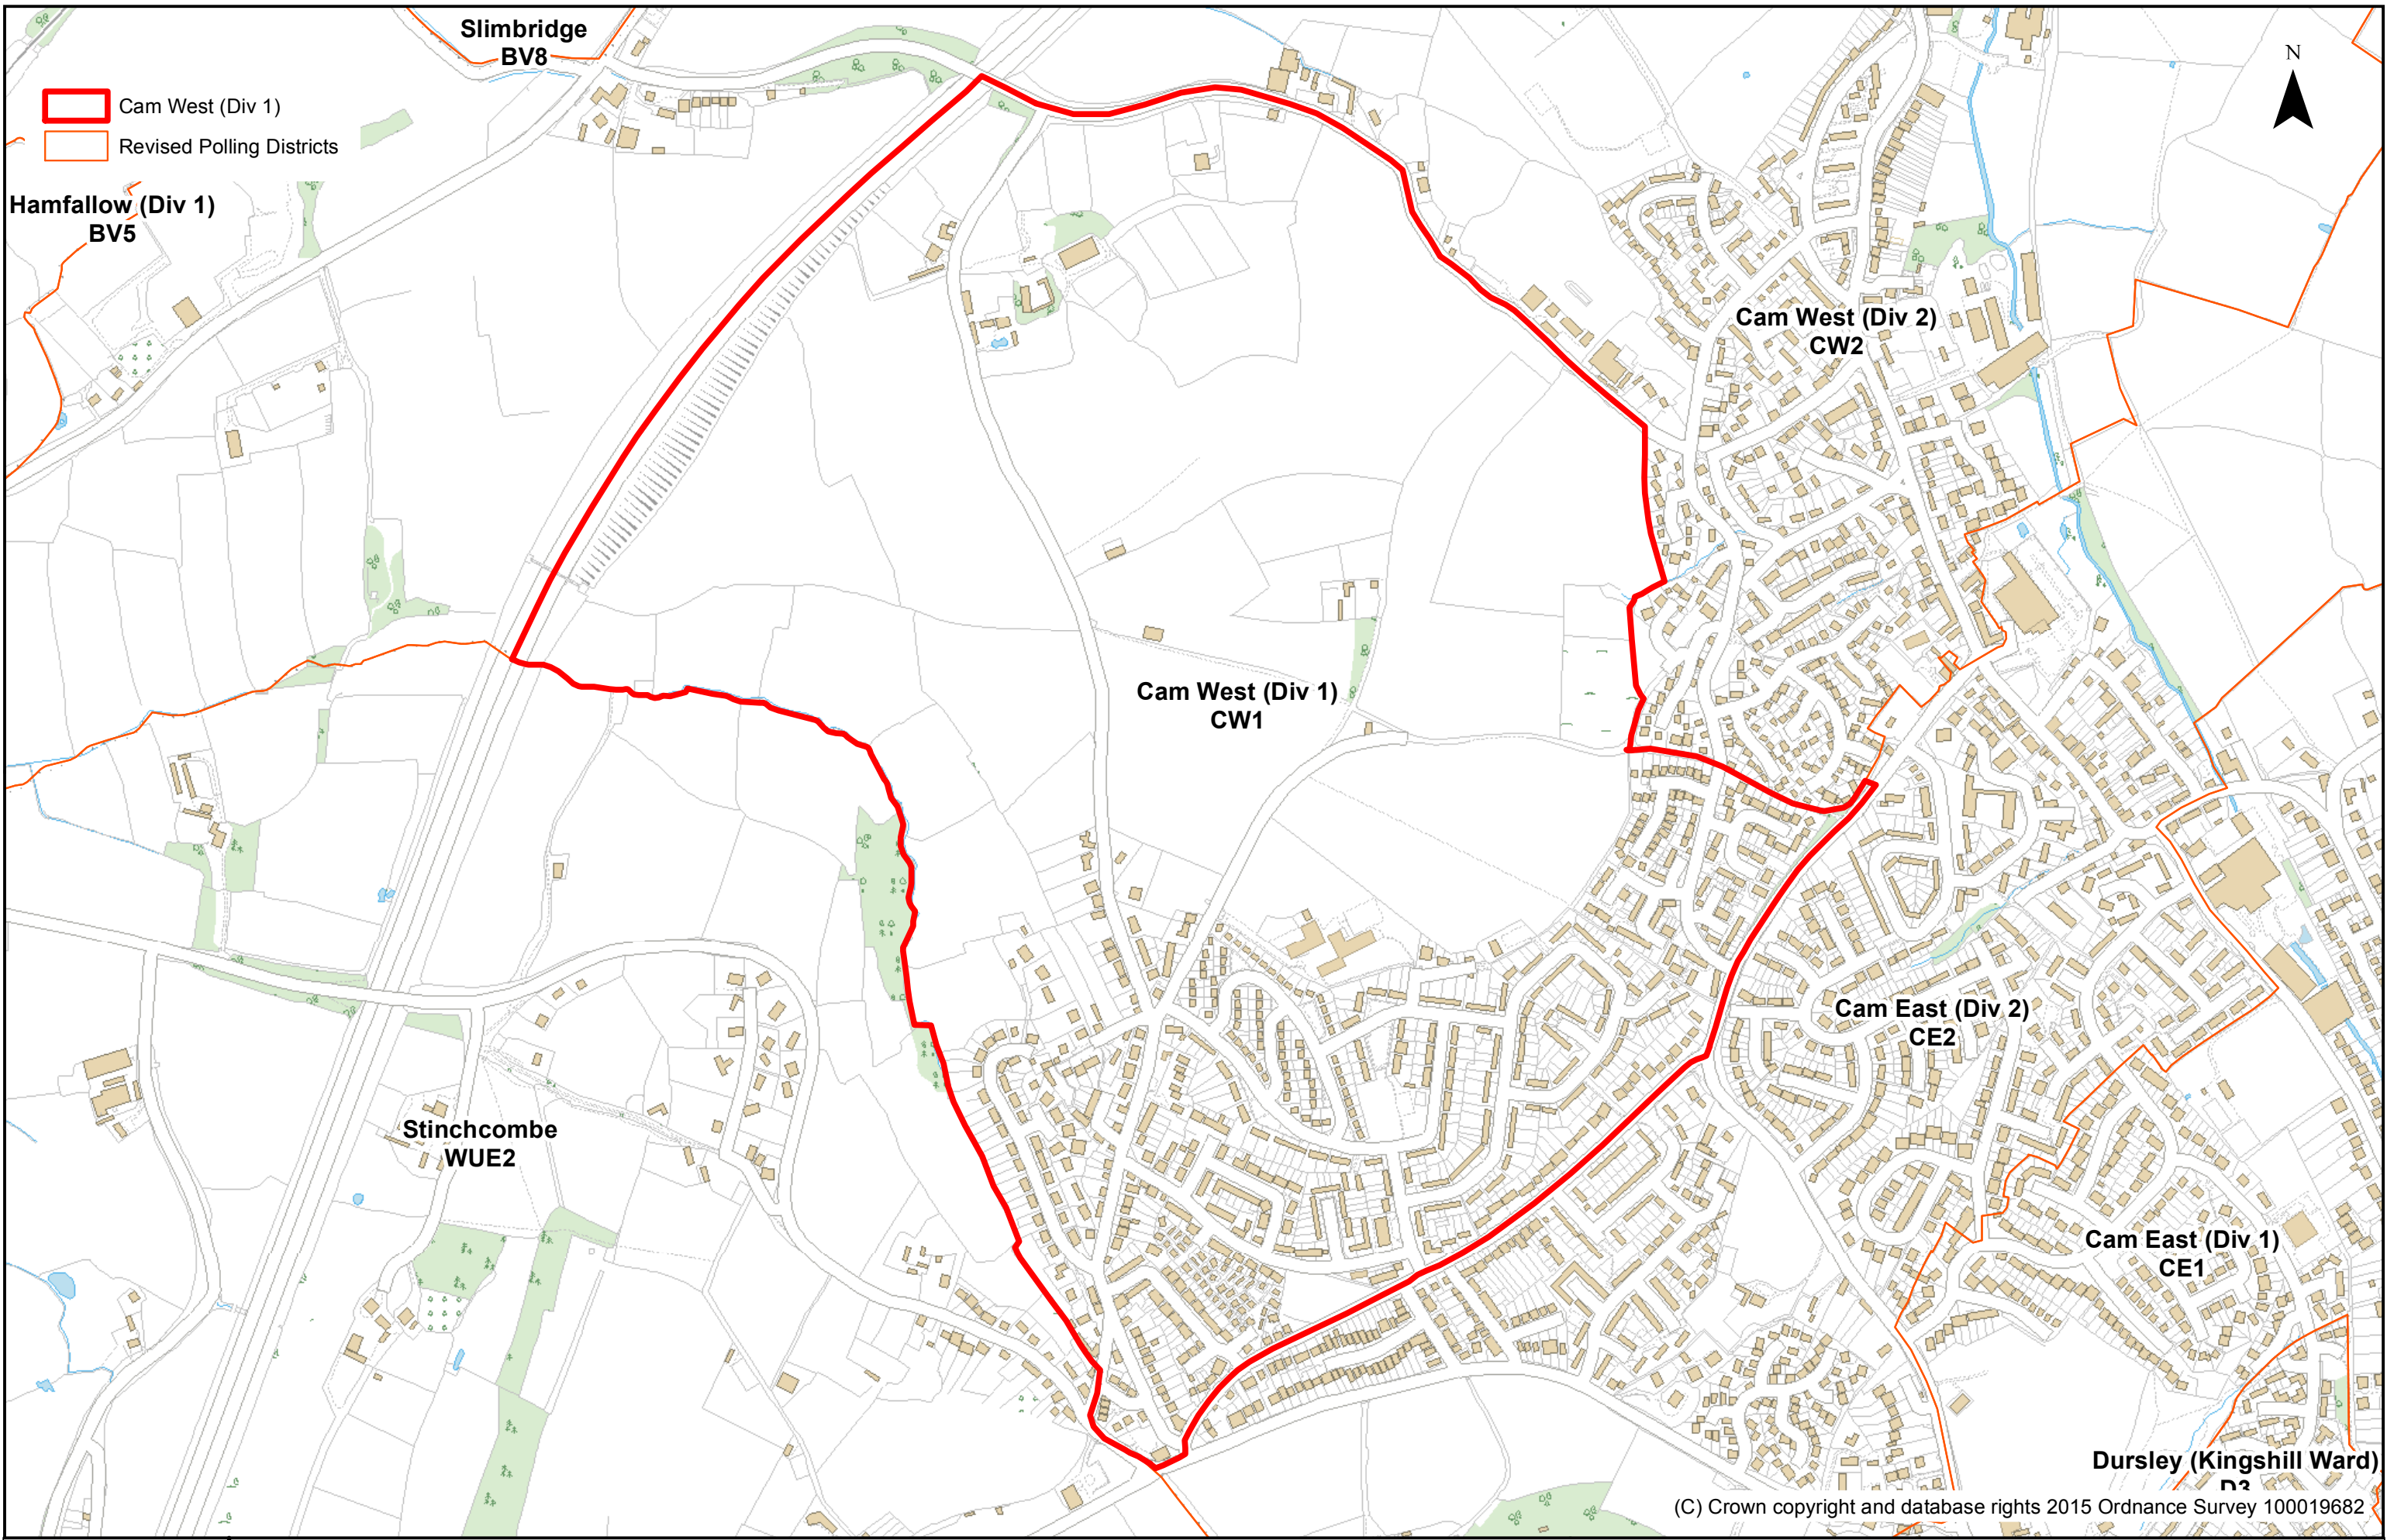 Slimbridge
BV8
N
Cam West (Div 1)
Revised Polling Districts
Hamfallow (Div 1)
BV5
Cam West (Div 2)
CW2
Cam West (Div 1)
CW1
Cam East (Div 2)
CE2
Stinchcombe
WUE2
Cam East (Div 1)
CE1
Dursley (Kingshill Ward)
D3
(C) Crown copyright and database rights 2015 Ordnance Survey 100019682